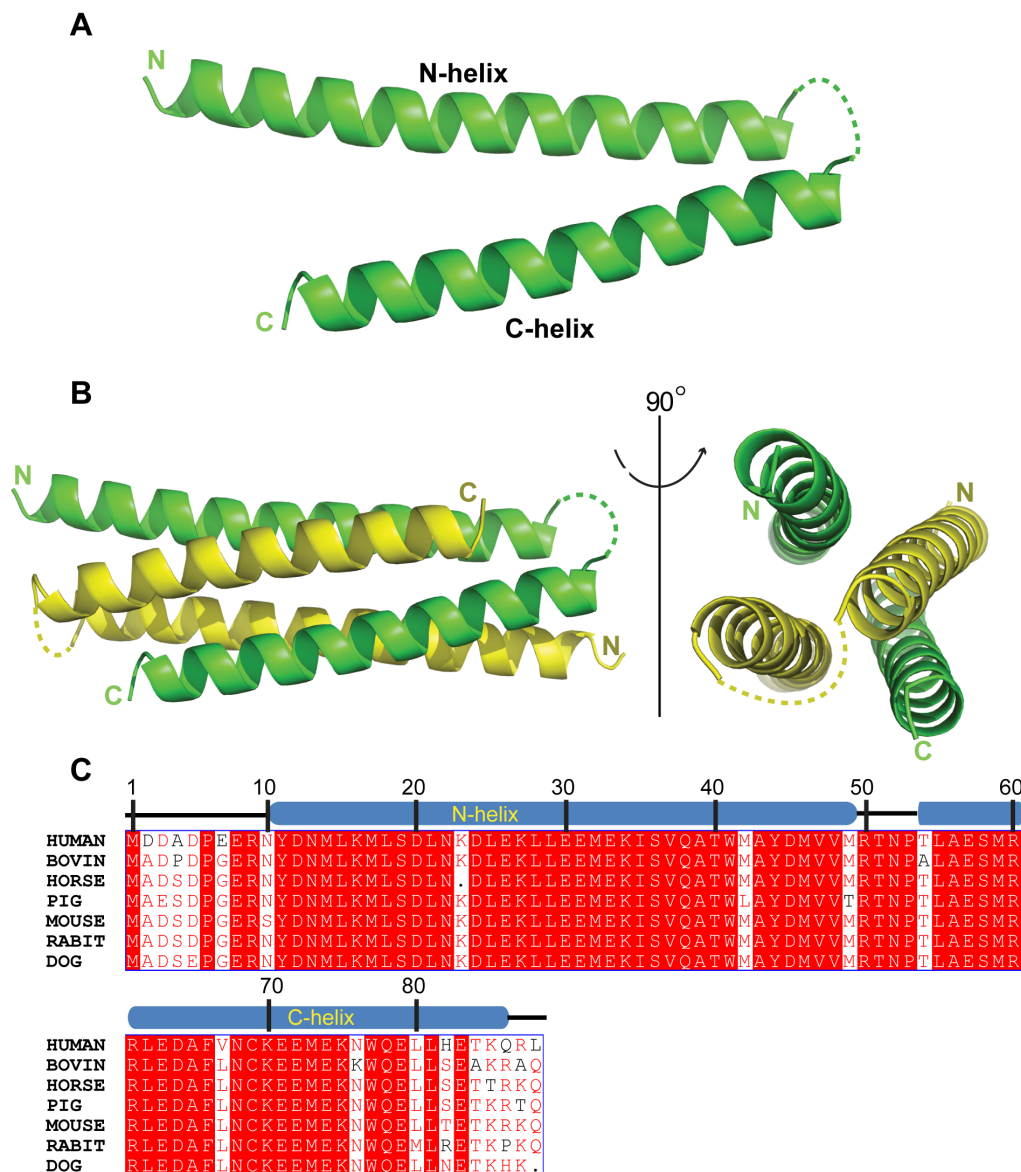 A
N
N-helix
C
C-helix
B
90°
N
C
N
C
N
N
C
C
1 10 20 30 40 50 60
N-helix
HUMAN MDDADPEERNYDNMLKMLSDLNKDLEKLLEEMEKISVQATWMAYDMVVMRTNPTLAESMR
BOVIN MADPDPGERNYDNMLKMLSDLNKDLEKLLEEMEKISVQATWMAYDMVVMRTNPALAESMR
HORSE MADSDPGERNYDNMLKMLSDLN.DLEKLLEEMEKISVQATWMAYDMVVMRTNPTLAESMR
PIG MAESDPGERNYDNMLKMLSDLNKDLEKLLEEMEKISVQATWLAYDMVVTRTNPTLAESMR
MOUSE MADSDPGERSYDNMLKMLSDLNKDLEKLLEEMEKISVQATWMAYDMVVMRTNPTLAESMR
RABIT MADSDPGERNYDNMLKMLSDLNKDLEKLLEEMEKISVQATWMAYDMVVMRTNPTLAESMR
DOG MADSEPGERNYDNMLKMLSDLNKDLEKLLEEMEKISVQATWMAYDMVVMRTNPTLAESMR
70 80
C-helix
HUMAN RLEDAFVNCKEEMEKNWQELLHETKQRL
BOVIN RLEDAFLNCKEEMEKKWQELLSEAKRAQ
HORSE RLEDAFLNCKEEMEKNWQELLSETTRKQ
PIG RLEDAFLNCKEEMEKNWQELLSETKRTQ
MOUSE RLEDAFLNCKEEMEKNWQELLTETKRKQ
RABIT RLEDAFLNCKEEMEKNWQEMLRETKPKQ
DOG RLEDAFLNCKEEMEKNWQELLNETKHK.